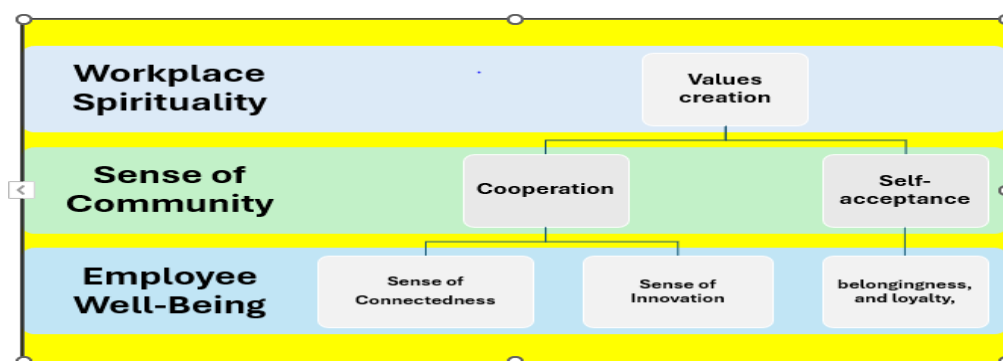 Workplace
Spirituality
Values
creation
Sense of
Community
Cooperation
Self-
acceptance
Employee
Well-Being
Sense of
Connectedness
Sense of
Innovation
belongingness,
and loyalty,